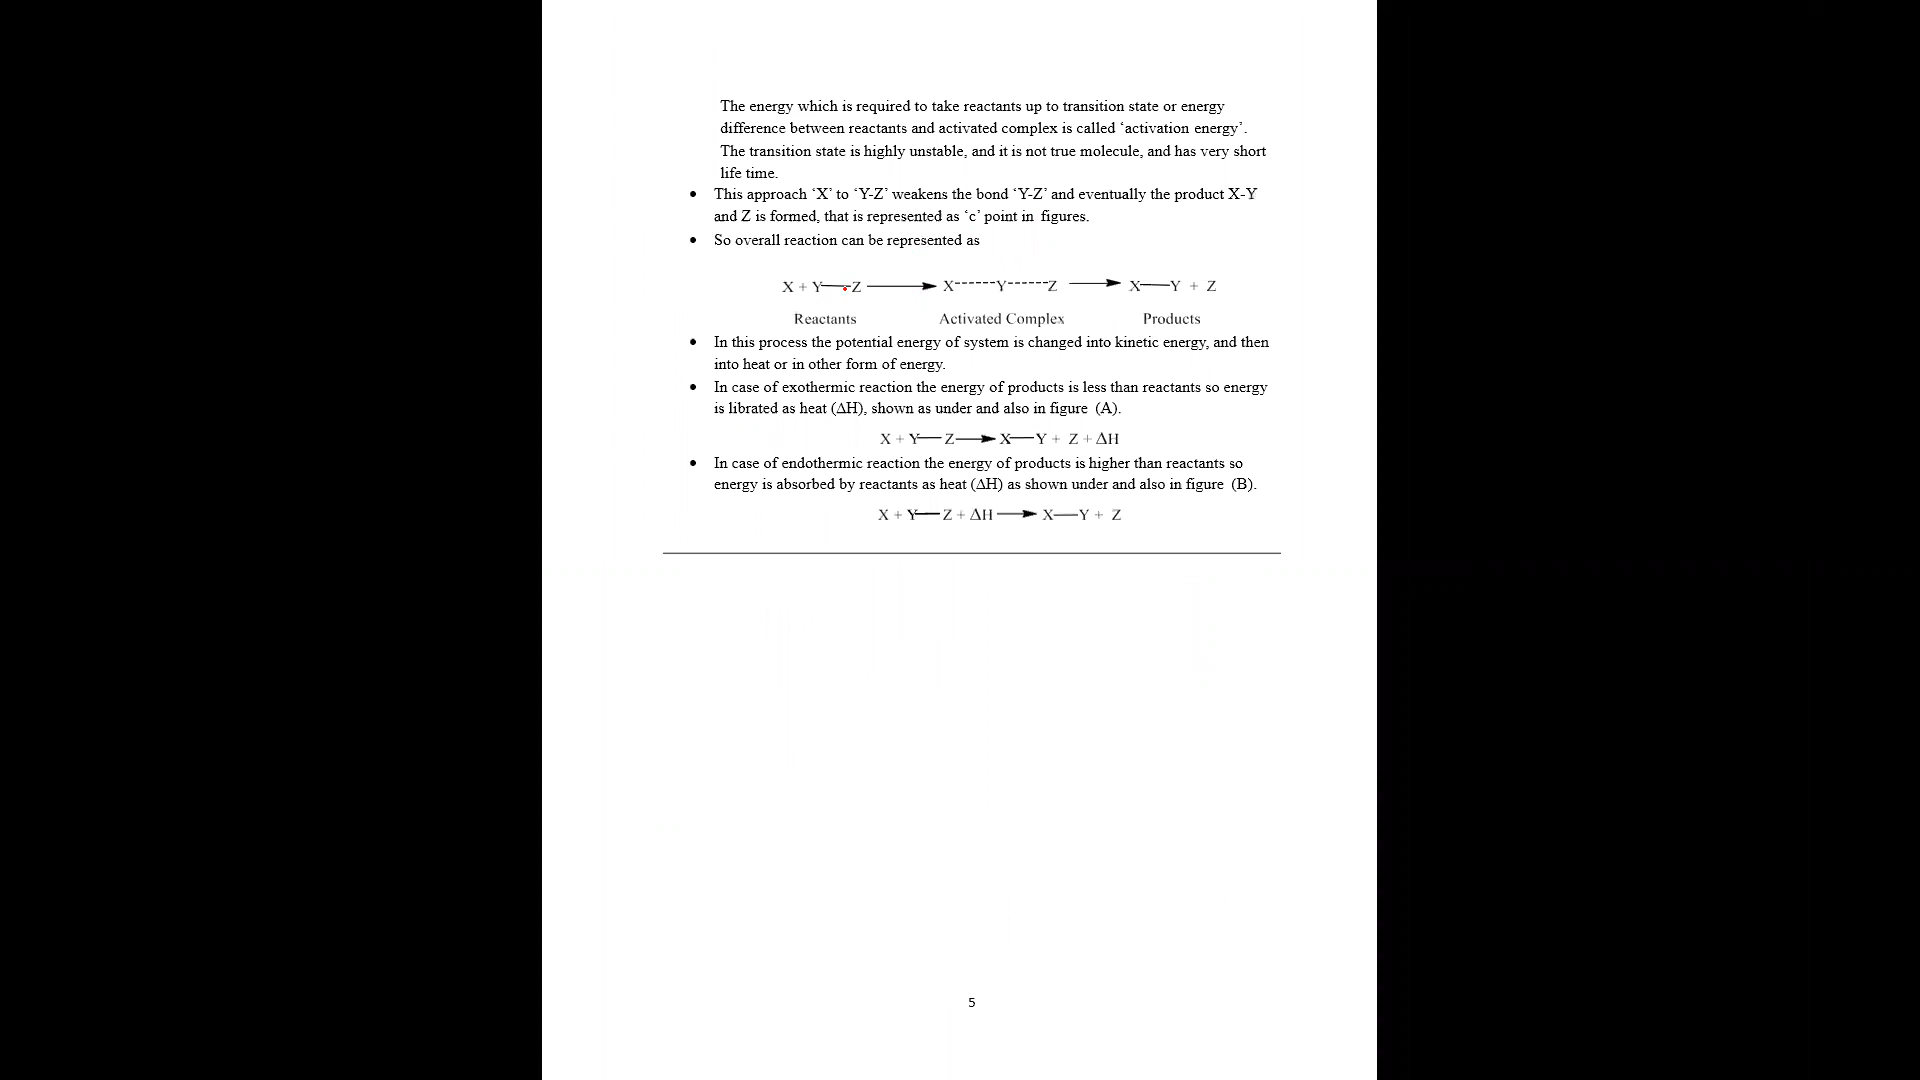 The energy which is required to take reactants up to transition state or energy
difference between reactants and activated complex is called ‘activation energy’.
The transition state is highly unstable, and it is not true molecule, and has very short
life time.
• This approach ‘X’ to ‘Y-Z’ weakens the bond ‘Y-Z’ and eventually the product X-Y
and Z is formed, that is represented as ‘c’ point in figures.
• So overall reaction can be represented as
X + Y—Z ⟶ X------Y------Z ⟶ X—Y + Z
Reactants Activated Complex Products
• In this process the potential energy of system is changed into kinetic energy, and then
into heat or in other form of energy.
• In case of exothermic reaction the energy of products is less than reactants so energy
is librated as heat (ΔH), shown as under and also in figure (A).
X + Y—Z ⟶ X—Y + Z + ΔH
• In case of endothermic reaction the energy of products is higher than reactants so
energy is absorbed by reactants as heat (ΔH) as shown under and also in figure (B).
X + Y—Z + ΔH ⟶ X—Y + Z
5